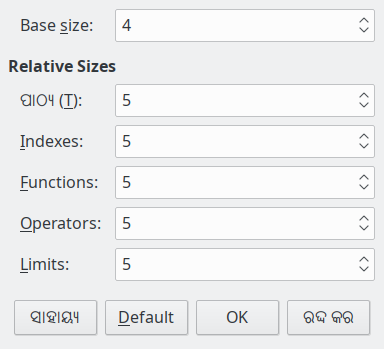 Base size: 4
Relative Sizes
ପାଠ୍ୟ (T): 5
Indexes: 5
Functions: 5
Operators: 5
Limits: 5
ସାହାଯ୍ୟ Default OK ରଦ୍ଦ କର